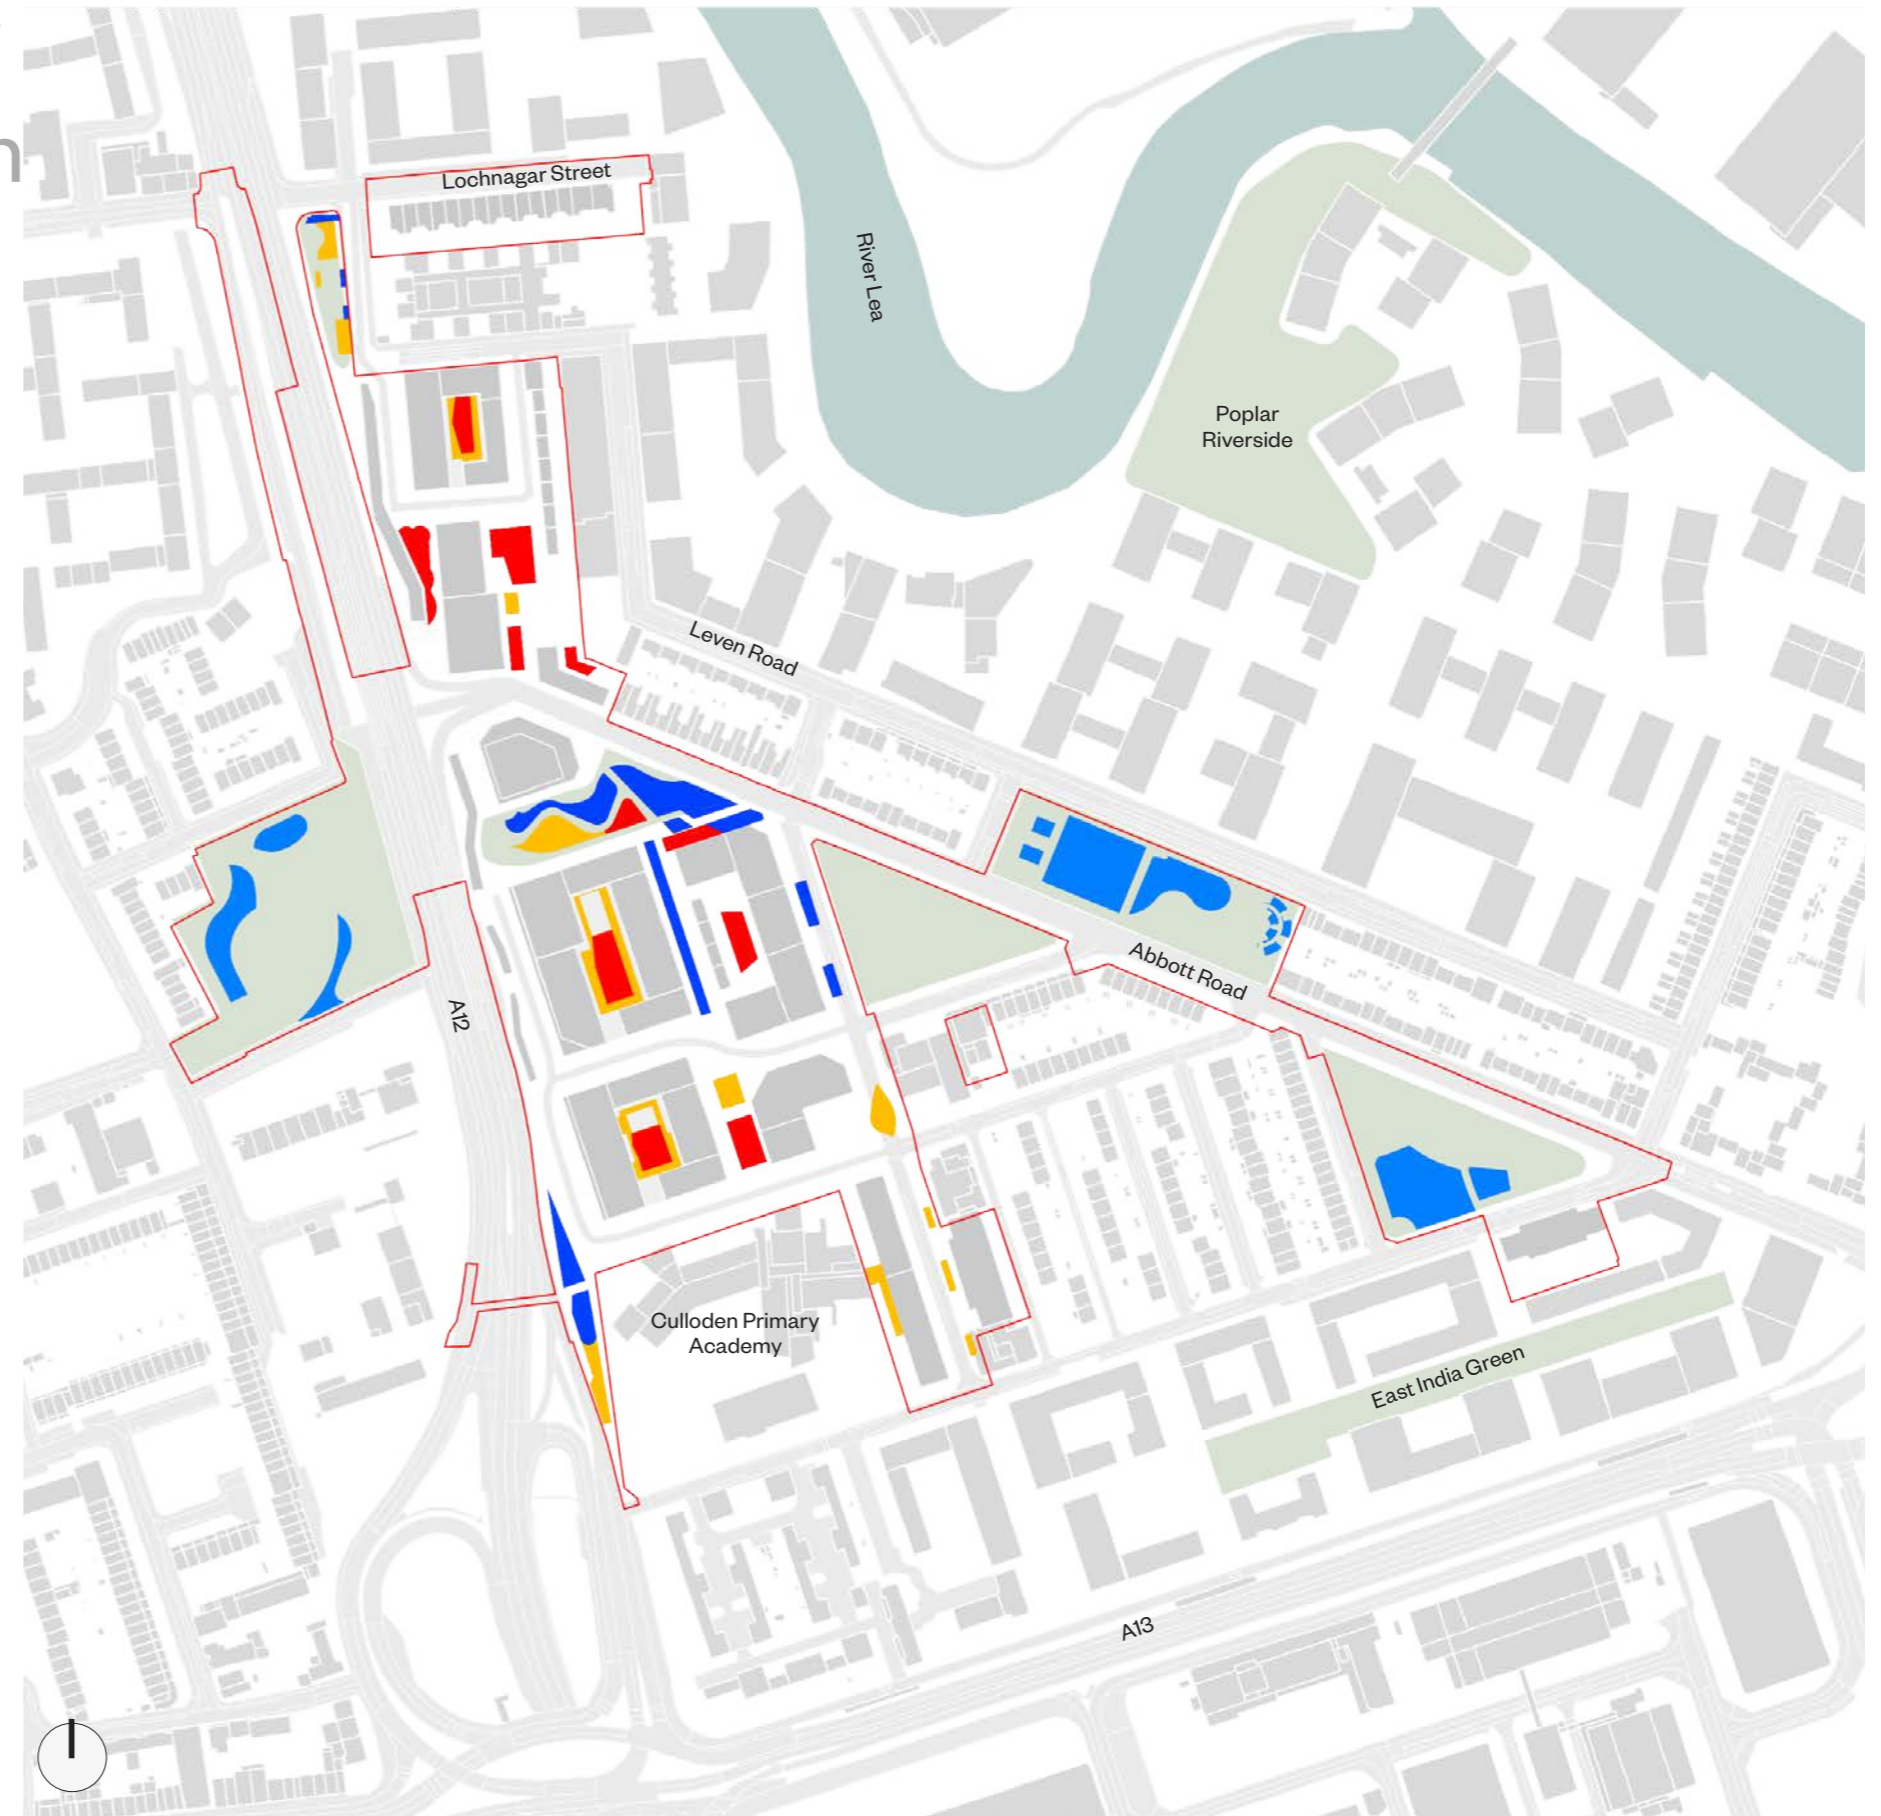 n
Lochnagar Street
River Lea
Poplar
Riverside
Leven Road
Abbott Road
A12
Culloden Primary
Academy
East India Green
A13